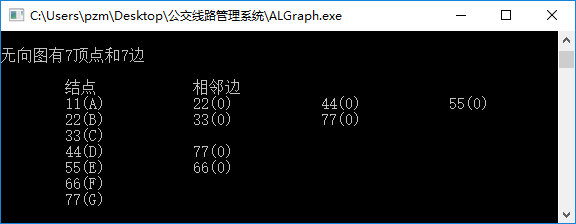 C:\Users\pzm\Desktop\公交线路管理系统\ALGraph.exe
无向图有7顶点和7边
结点 相邻边
11(A) 22(0) 44(0) 55(0)
22(B) 33(0) 77(0)
33(C)
44(D) 77(0)
55(E) 66(0)
66(F)
77(G)